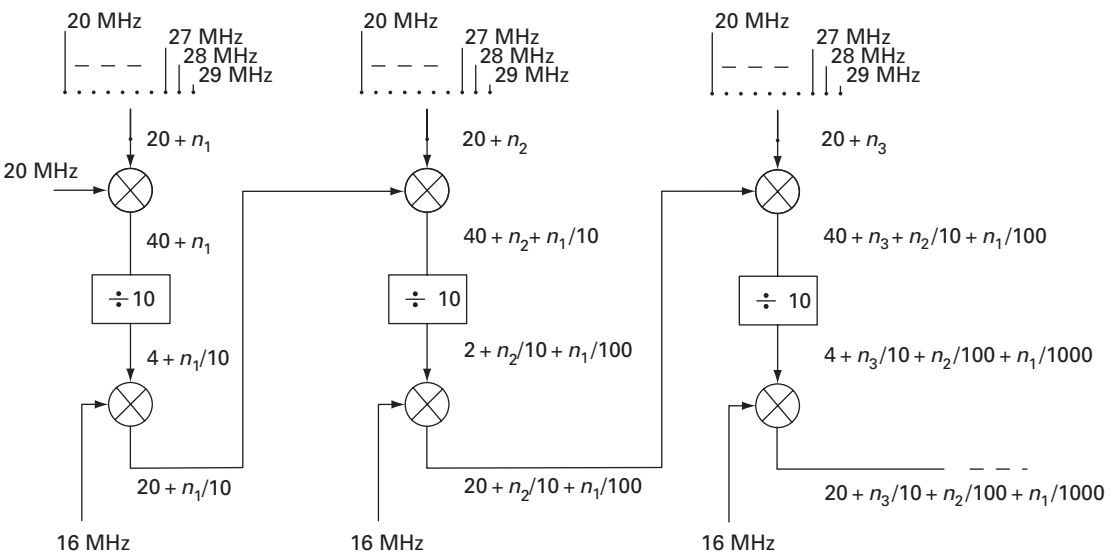 20 MHz
27 MHz
28 MHz
29 MHz
20 MHz
27 MHz
28 MHz
29 MHz
20 MHz
27 MHz
28 MHz
29 MHz
20 + n₁
20 + n₂
20 + n₃
20 MHz
40 + n₁
40 + n₂ + n₁/10
40 + n₃ + n₂/10 + n₁/100
÷ 10
÷ 10
÷ 10
4 + n₁/10
2 + n₂/10 + n₁/100
4 + n₃/10 + n₂/100 + n₁/1000
20 + n₁/10
20 + n₂/10 + n₁/100
20 + n₃/10 + n₂/100 + n₁/1000
16 MHz
16 MHz
16 MHz